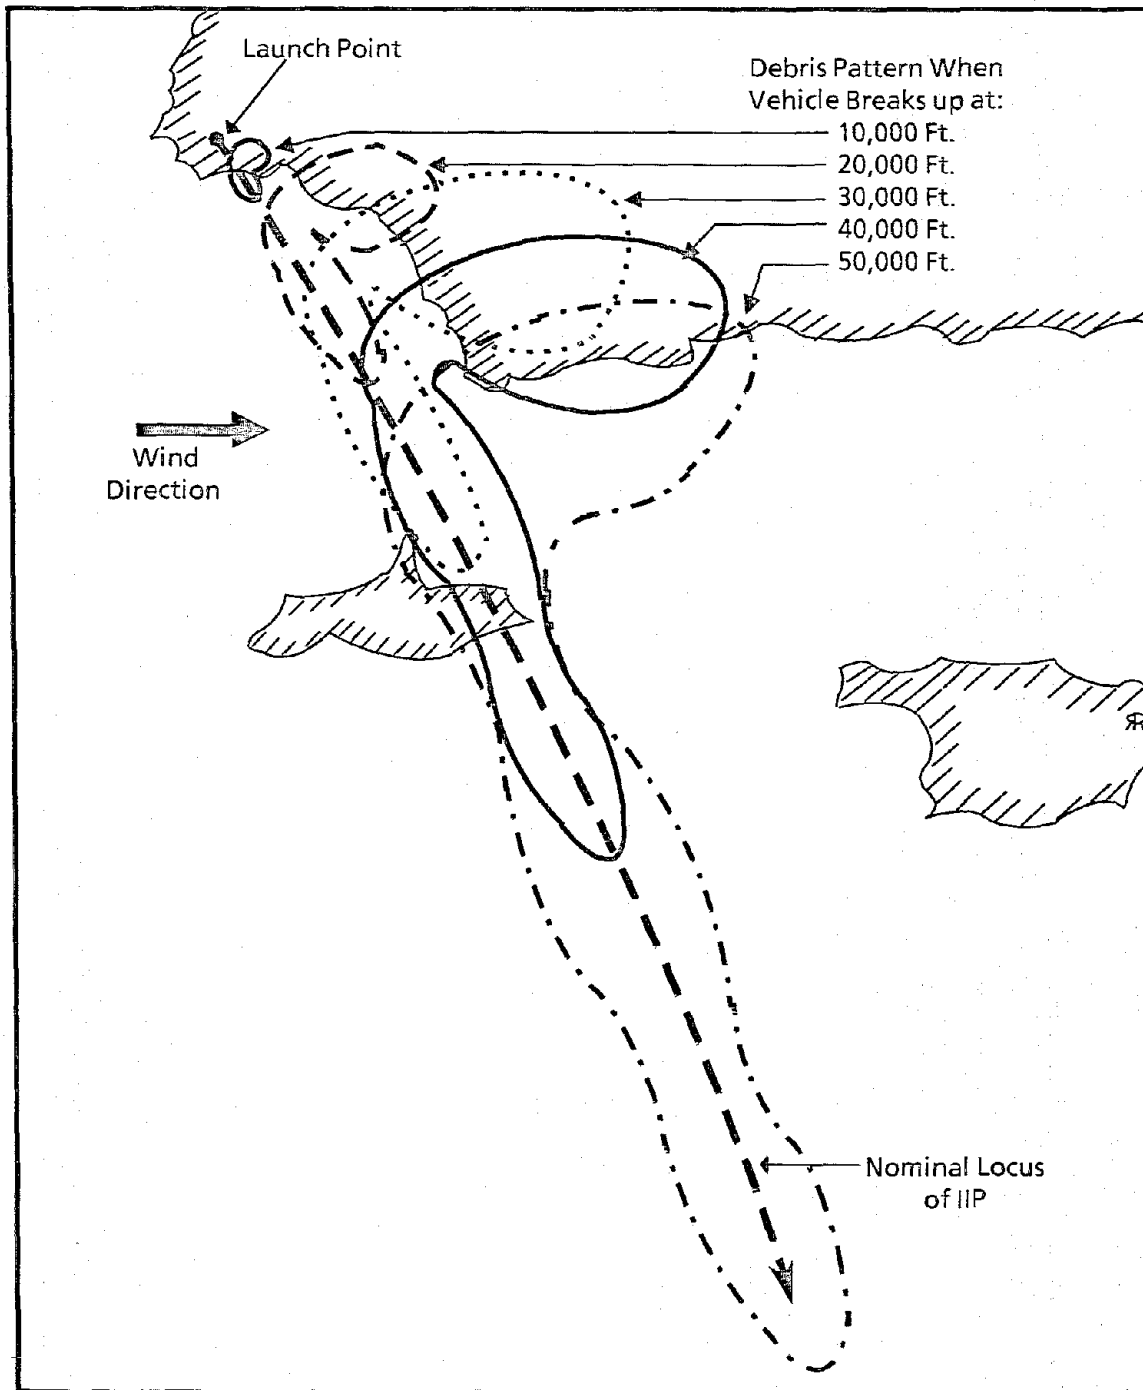 Launch Point
Debris Pattern When
Vehicle Breaks up at:
10,000 Ft.
20,000 Ft.
30,000 Ft.
40,000 Ft.
50,000 Ft.
Wind
Direction
Nominal Locus
of IIP